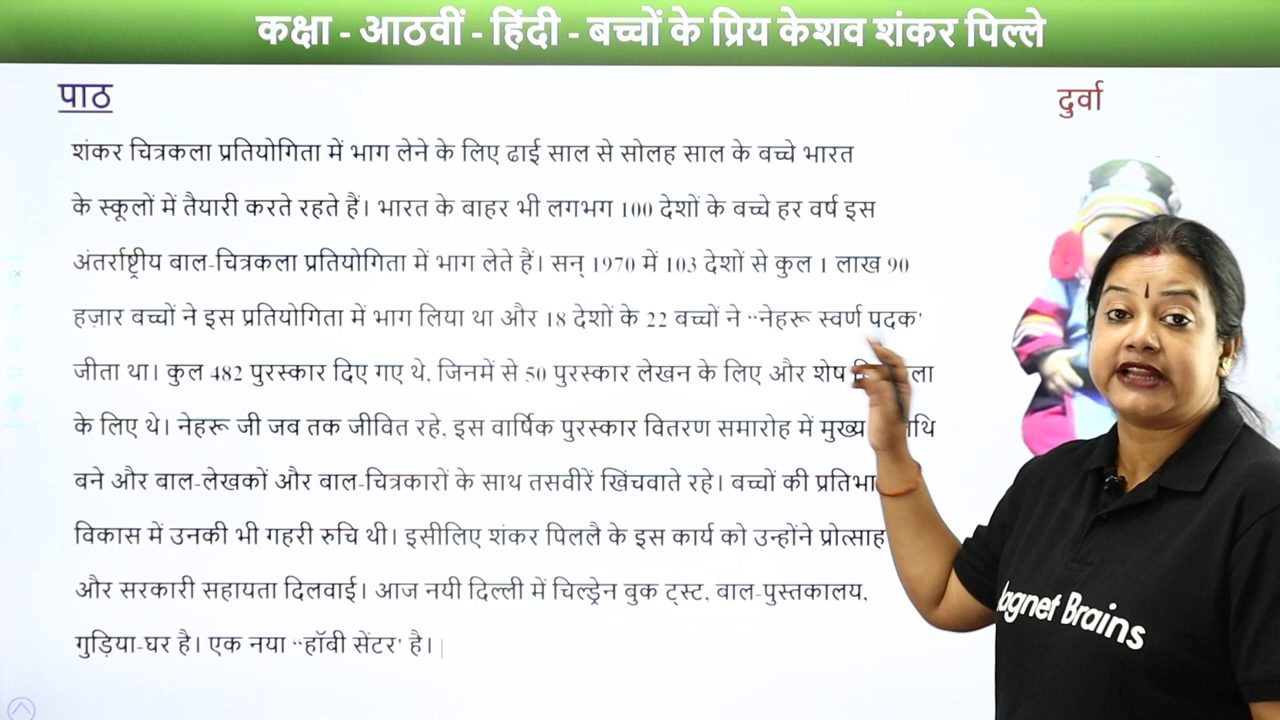 कक्षा - आठवीं - हिंदी - बच्चों के प्रिय केशव शंकर पिल्ले
पाठ
दुर्वा
शंकर चित्रकला प्रतियोगिता में भाग लेने के लिए ढाई साल से सोलह साल के बच्चे भारत
के स्कूलों में तैयारी करते रहते हैं। भारत के बाहर भी लगभग 100 देशों के बच्चे हर वर्ष इस
अंतर्राष्ट्रीय बाल-चित्रकला प्रतियोगिता में भाग लेते हैं। सन् 1970 में 103 देशों से कुल 1 लाख 90
हज़ार बच्चों ने इस प्रतियोगिता में भाग लिया था और 18 देशों के 22 बच्चों ने “नेहरू स्वर्ण पदक'
जीता था। कुल 482 पुरस्कार दिए गए थे, जिनमें से 50 पुरस्कार लेखन के लिए और शेष
के लिए थे। नेहरू जी जब तक जीवित रहे, इस वार्षिक पुरस्कार वितरण समारोह में मुख्य
बने और बाल-लेखकों और बाल-चित्रकारों के साथ तसवीरें खिंचवाते रहे। बच्चों की प्रतिभा
विकास में उनकी भी गहरी रुचि थी। इसीलिए शंकर पिललै के इस कार्य को उन्होंने
और सरकारी सहायता दिलवाई। आज नयी दिल्ली में चिल्ड्रेन बुक ट्स्ट, बाल-पुस्तकालय,
गुड़िया-घर है। एक नया “हॉबी सेंटर' है।
Magnet Brains